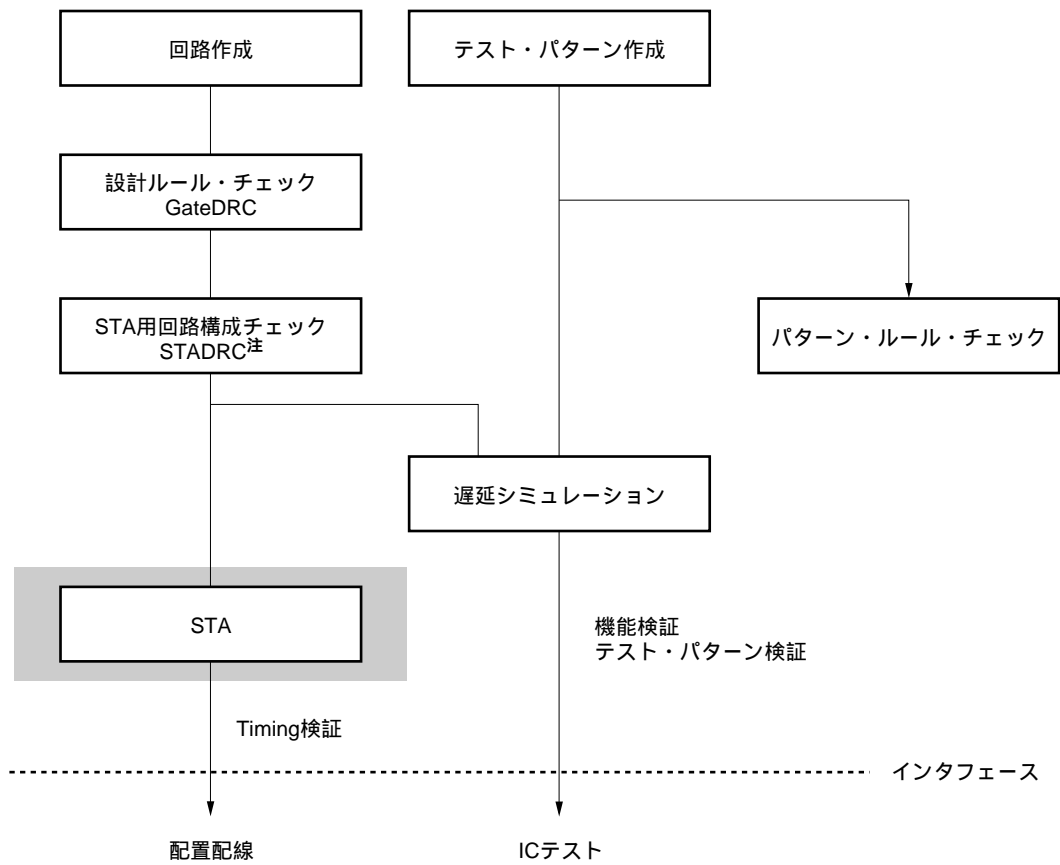 回路作成
テスト・パターン作成
設計ルール・チェック
GateDRC
STA用回路構成チェック
STADRC注
パターン・ルール・チェック
遅延シミュレーション
STA
機能検証
テスト・パターン検証
Timing検証
インタフェース
配置配線
ICテスト